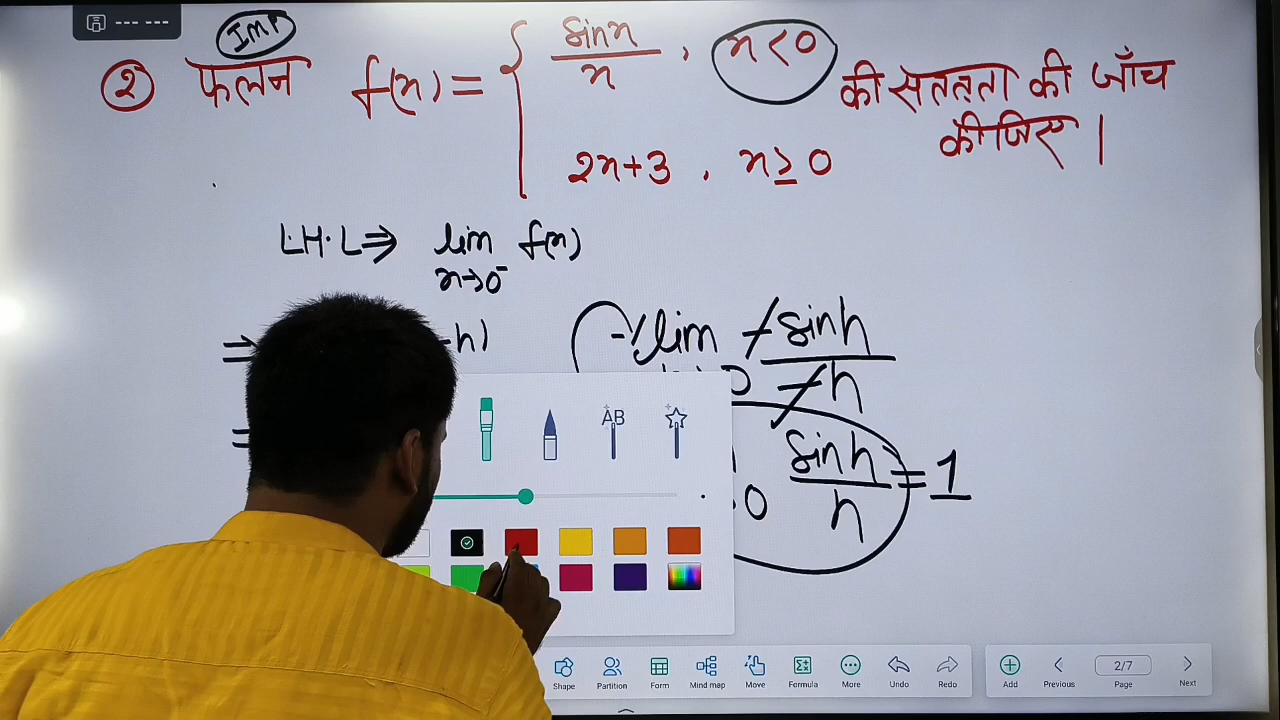 IMP
② फलन f(x) = { sinx/x , x < 0 की सततता की जाँच कीजिए।
2x+3 , x ≥ 0
L.H.L ⇒ lim x→0⁻ f(x)
⇒ -h)
lim -sinh / -h
sinh/h = 1
0
AB
Shape Partition Form Mind map Move Formula More Undo Redo Add Previous 2/7 Page Next